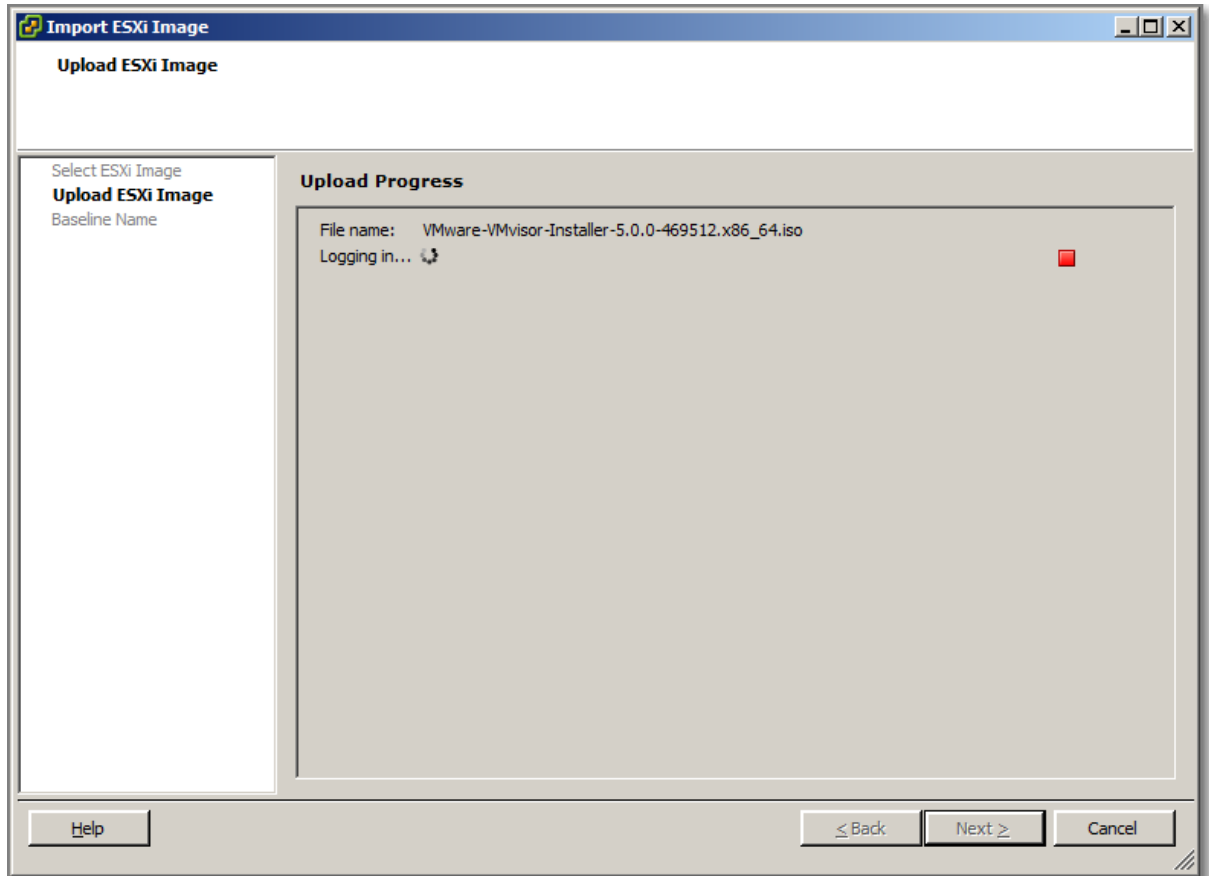 Import ESXi Image
Upload ESXi Image
Select ESXi Image
Upload ESXi Image
Baseline Name
Upload Progress
File name: VMware-VMvisor-Installer-5.0.0-469512.x86_64.iso
Logging in...
Help
< Back
Next >
Cancel